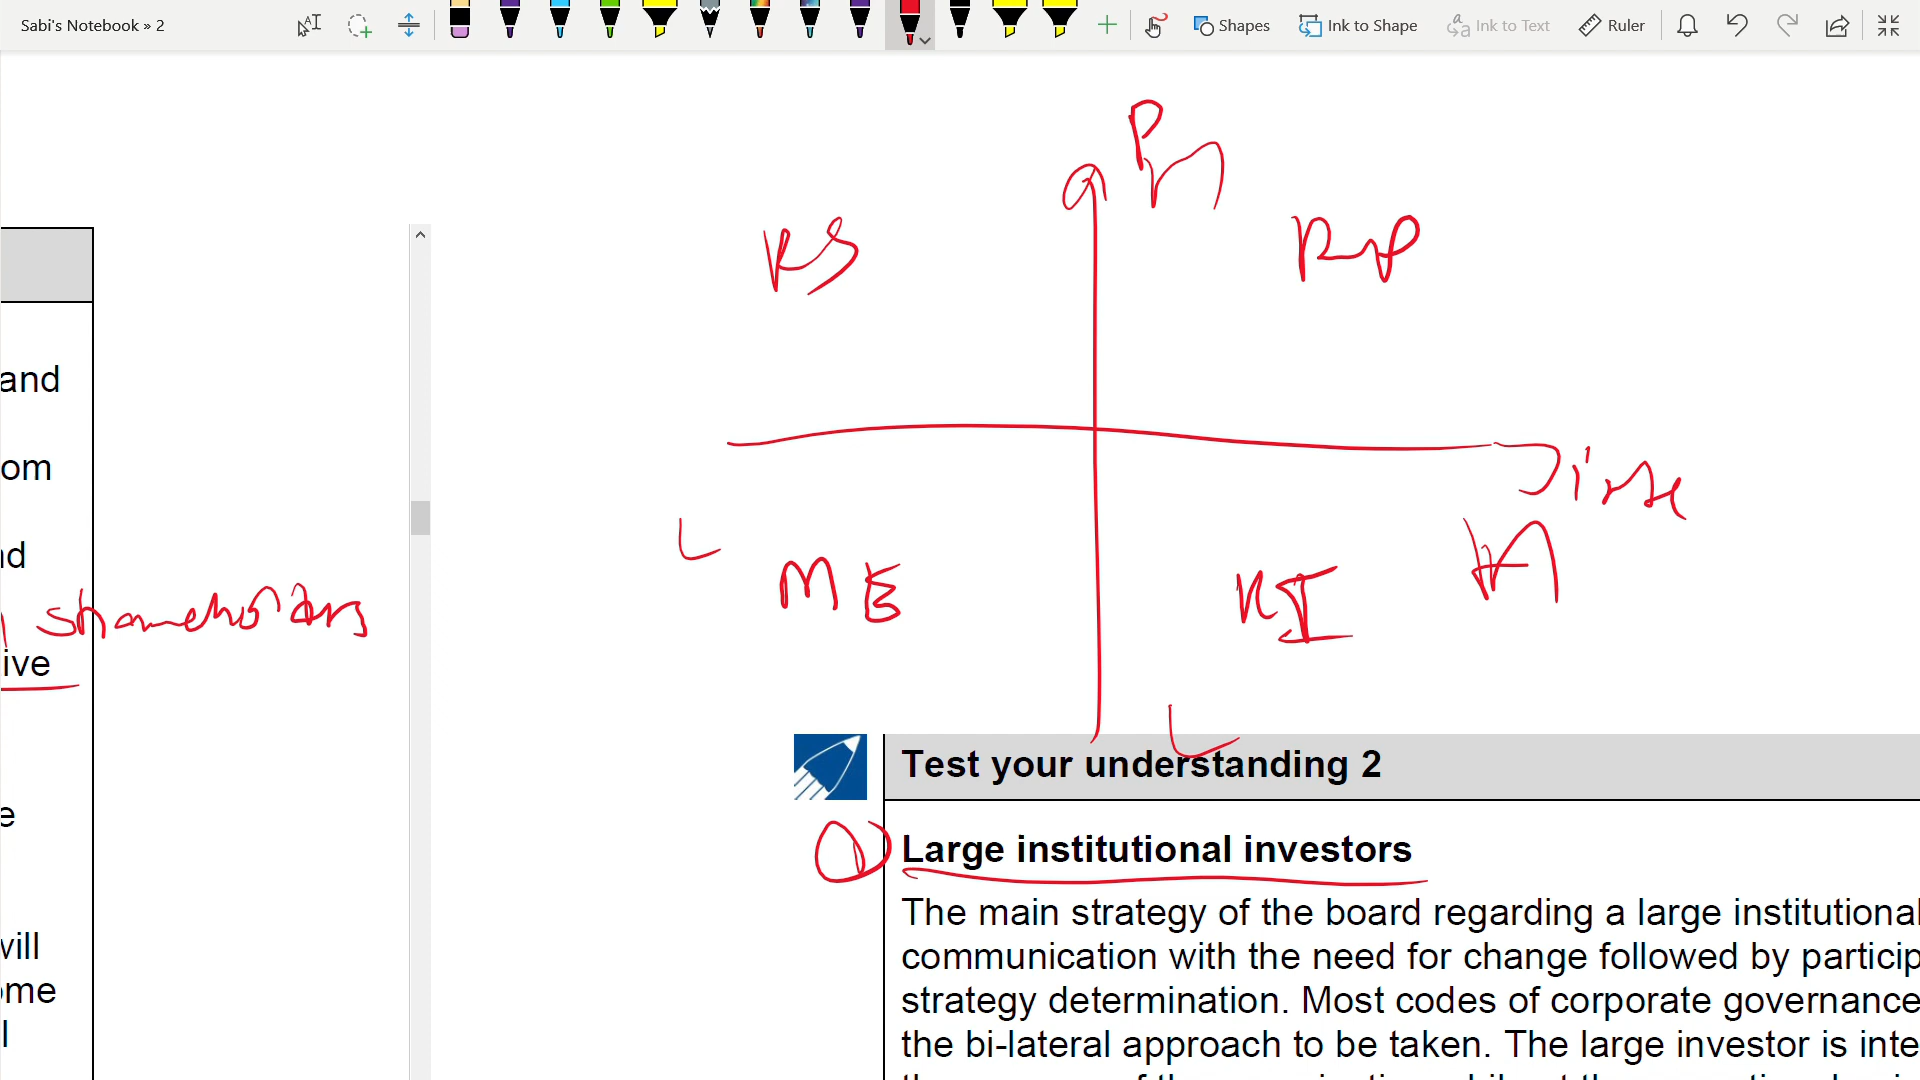 Sabi's Notebook » 2
Shapes
Ink to Shape
Ink to Text
Ruler
KS
and
om
L
ME
KI
H
shareholders
ive
L
Test your understanding 2
1
Large institutional investors
The main strategy of the board regarding a large institutional
communication with the need for change followed by particip
strategy determination. Most codes of corporate governance
the bi-lateral approach to be taken. The large investor is inte
e
vill
ome